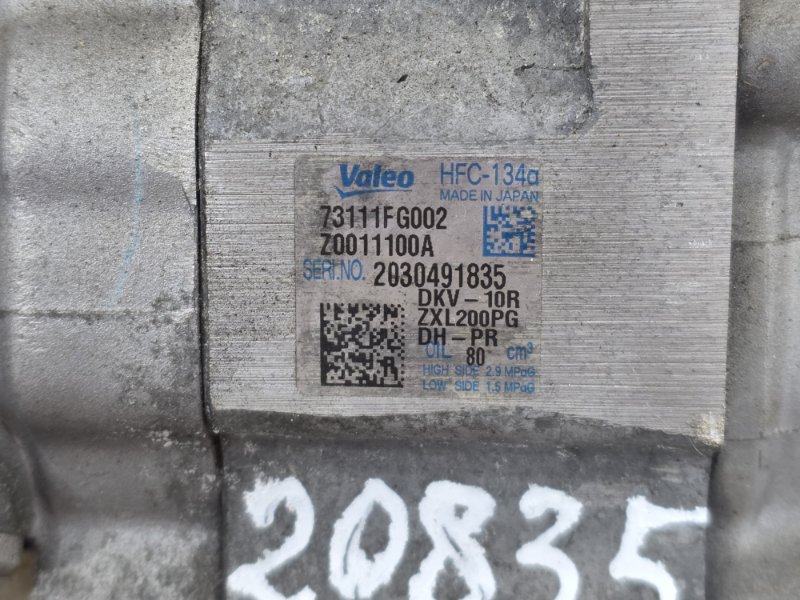 Valeo HFC-134a
MADE IN JAPAN
73111FG002
Z0011100A
SERI.NO. 2030491835
DKV-10R
ZXL200PG
DH-PR
OIL 80 cm³
HIGH SIDE 2.9 MPaG
LOW SIDE 1.5 MPaG
R
20835